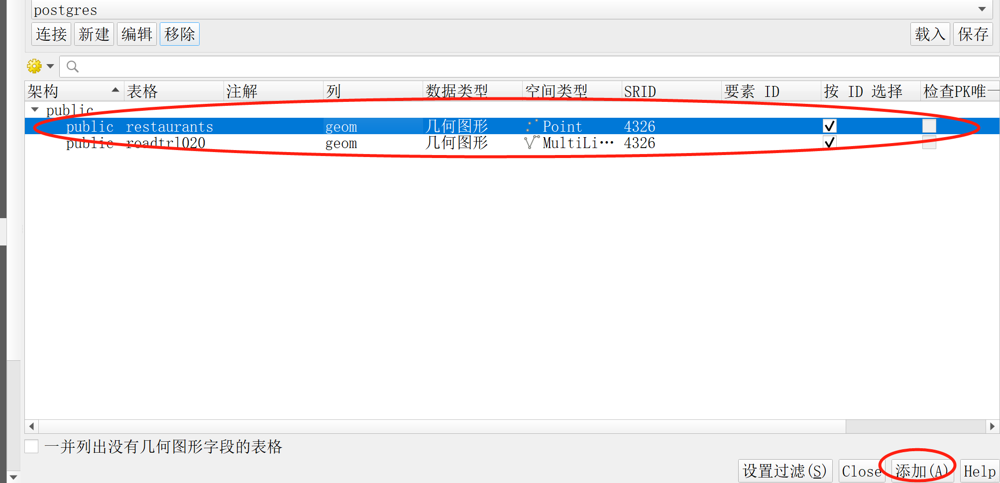 postgres
连接 新建 编辑 移除 载入 保存
架构 表格 注解 列 数据类型 空间类型 SRID 要素 ID 按 ID 选择 检查PK唯一
public
public restaurants geom 几何图形 Point 4326
public roadtrl020 geom 几何图形 MultiLi… 4326
一并列出没有几何图形字段的表格
设置过滤(S) Close 添加(A) Help